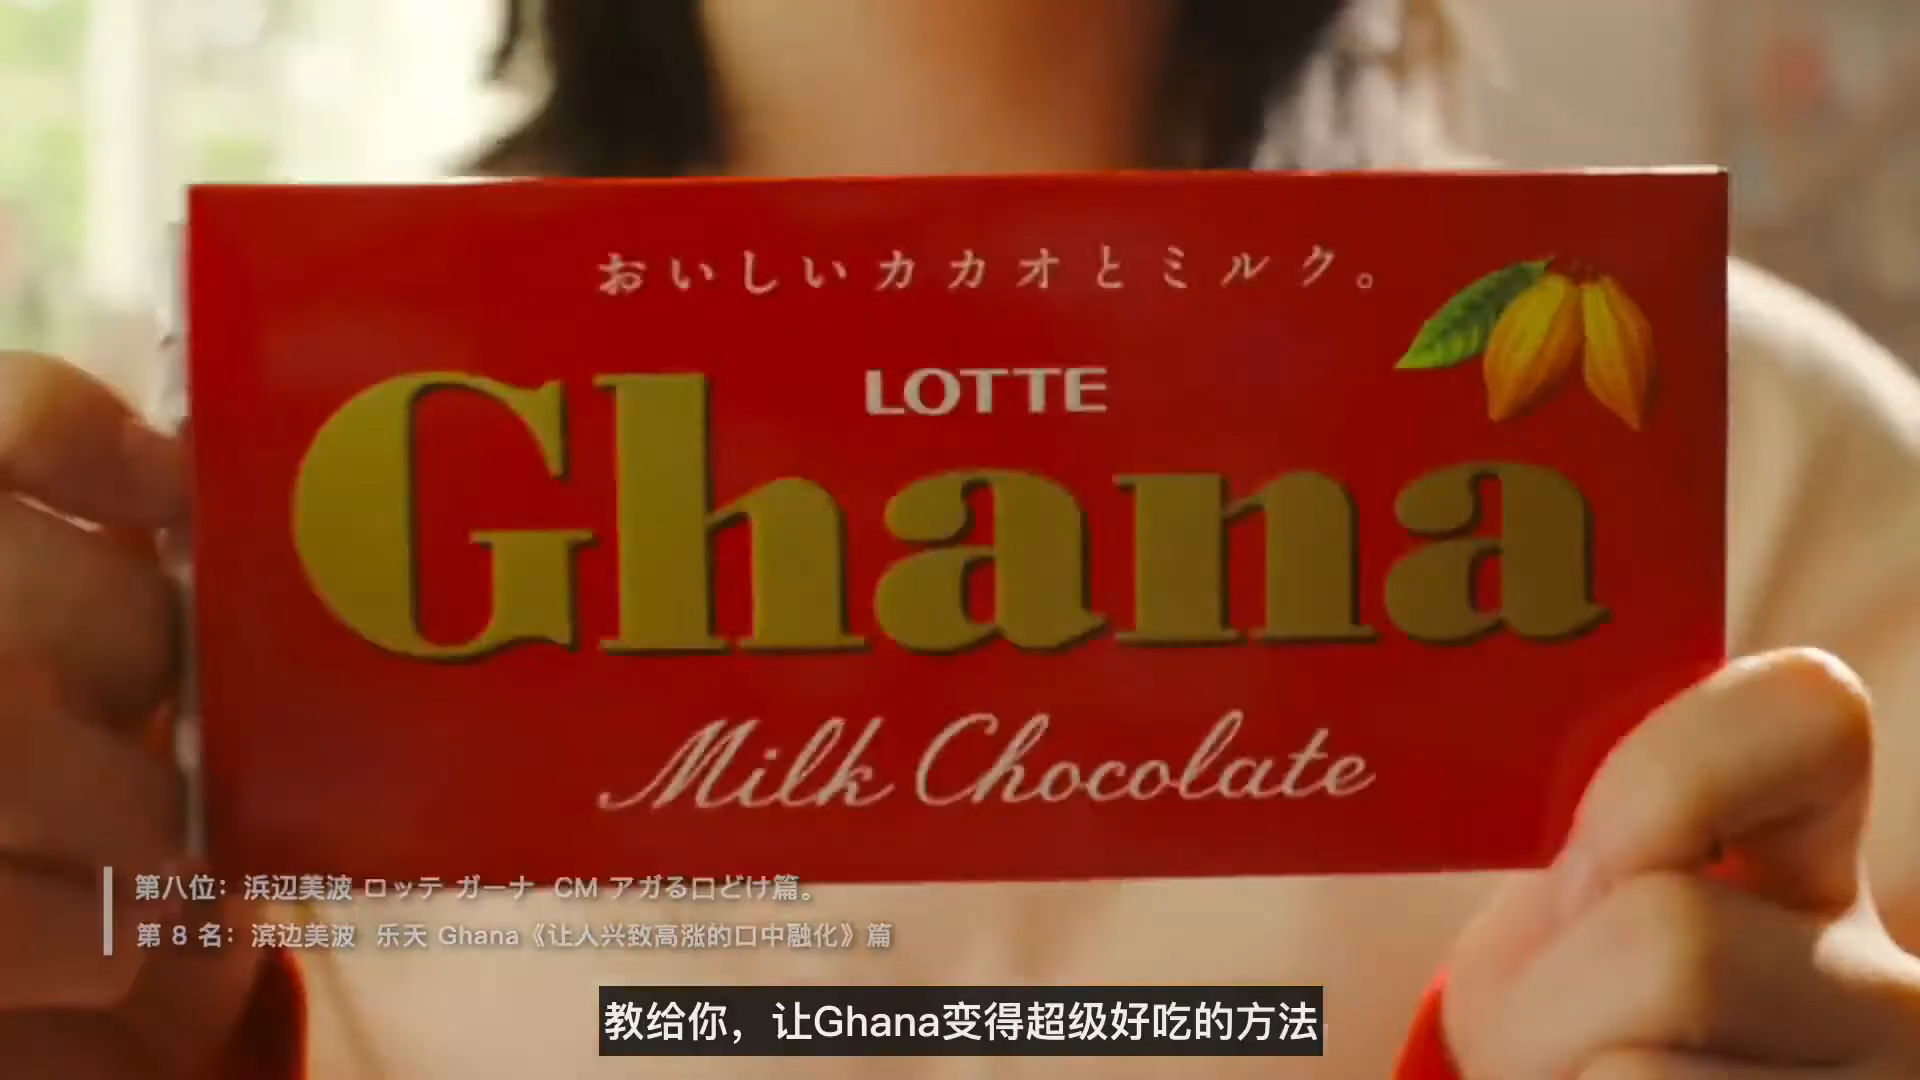 おいしいカカオとミルク。
LOTTE
Ghana
Milk Chocolate
第八位：浜辺美波 ロッテ ガーナ CM アガる口どけ篇。
第 8 名：滨边美波 乐天 Ghana《让人兴致高涨的口中融化》篇
教给你，让Ghana变得超级好吃的方法